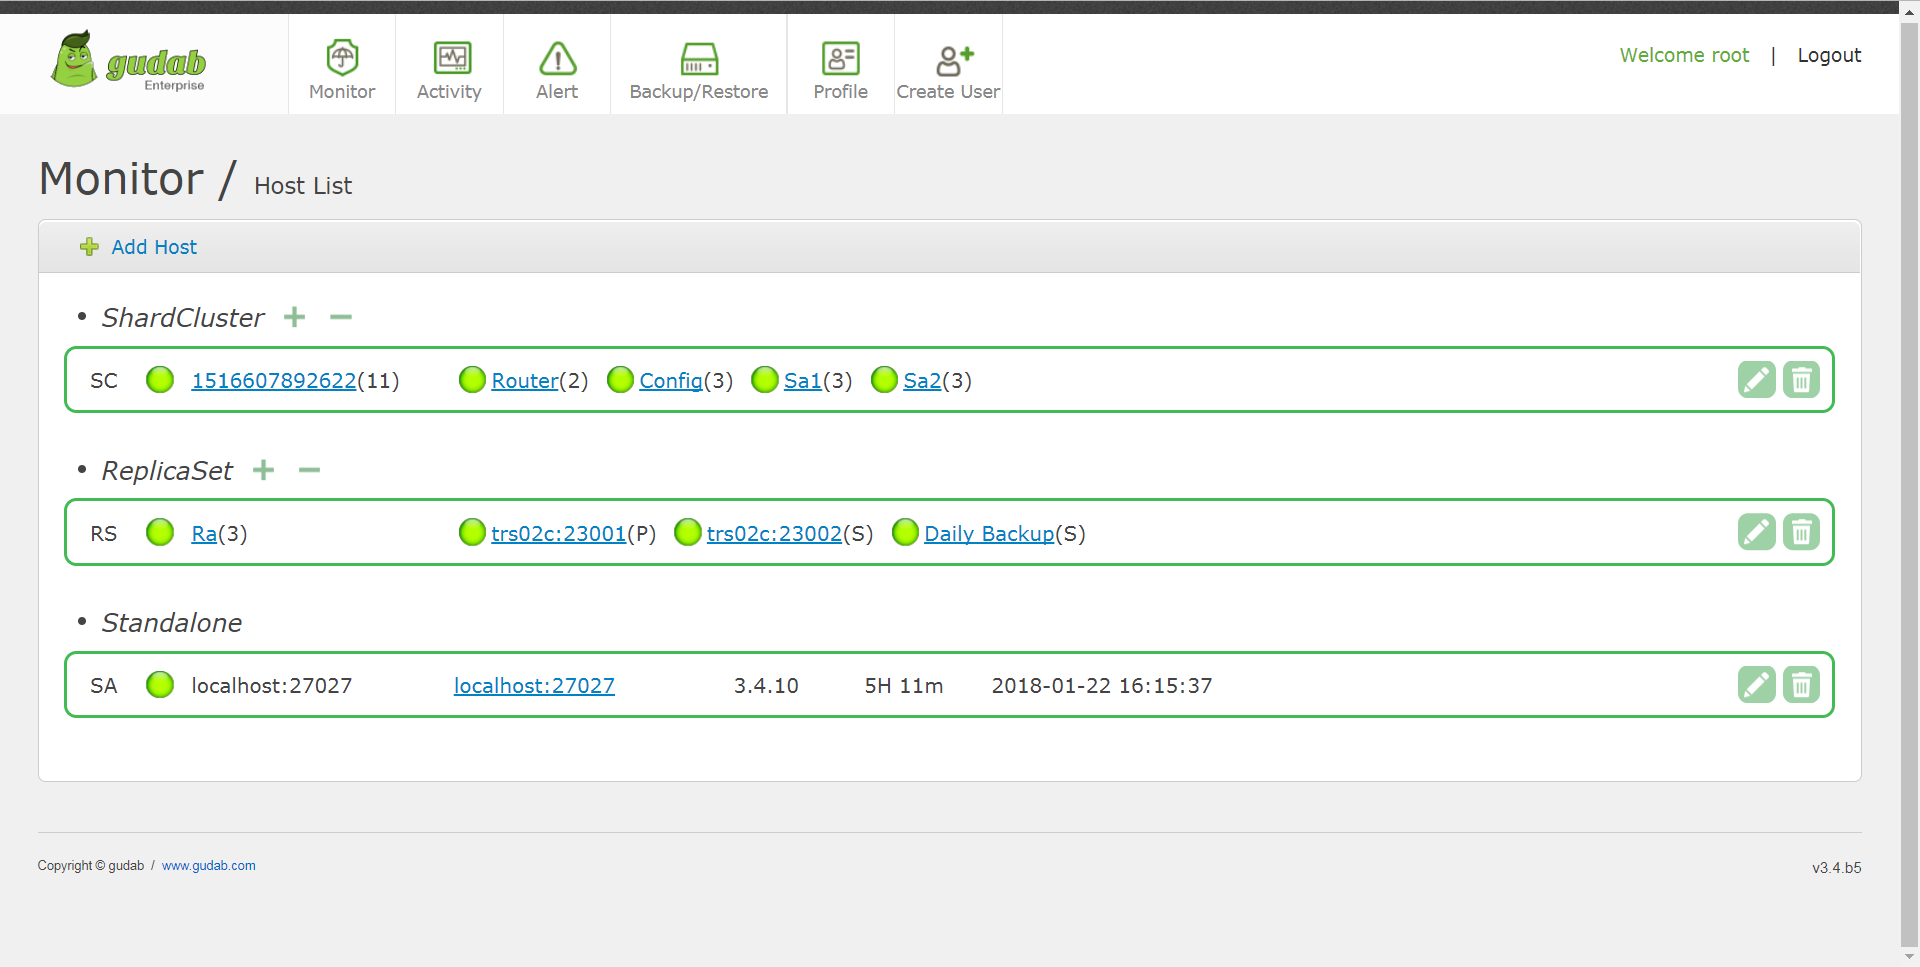 gudab
Enterprise
Monitor
Activity
Alert
Backup/Restore
Profile
Create User
Welcome root | Logout
Monitor / Host List
Add Host
• ShardCluster
SC 1516607892622(11) Router(2) Config(3) Sa1(3) Sa2(3)
• ReplicaSet
RS Ra(3) trs02c:23001(P) trs02c:23002(S) Daily Backup(S)
• Standalone
SA localhost:27027 localhost:27027 3.4.10 5H 11m 2018-01-22 16:15:37
Copyright © gudab / www.gudab.com
v3.4.b5